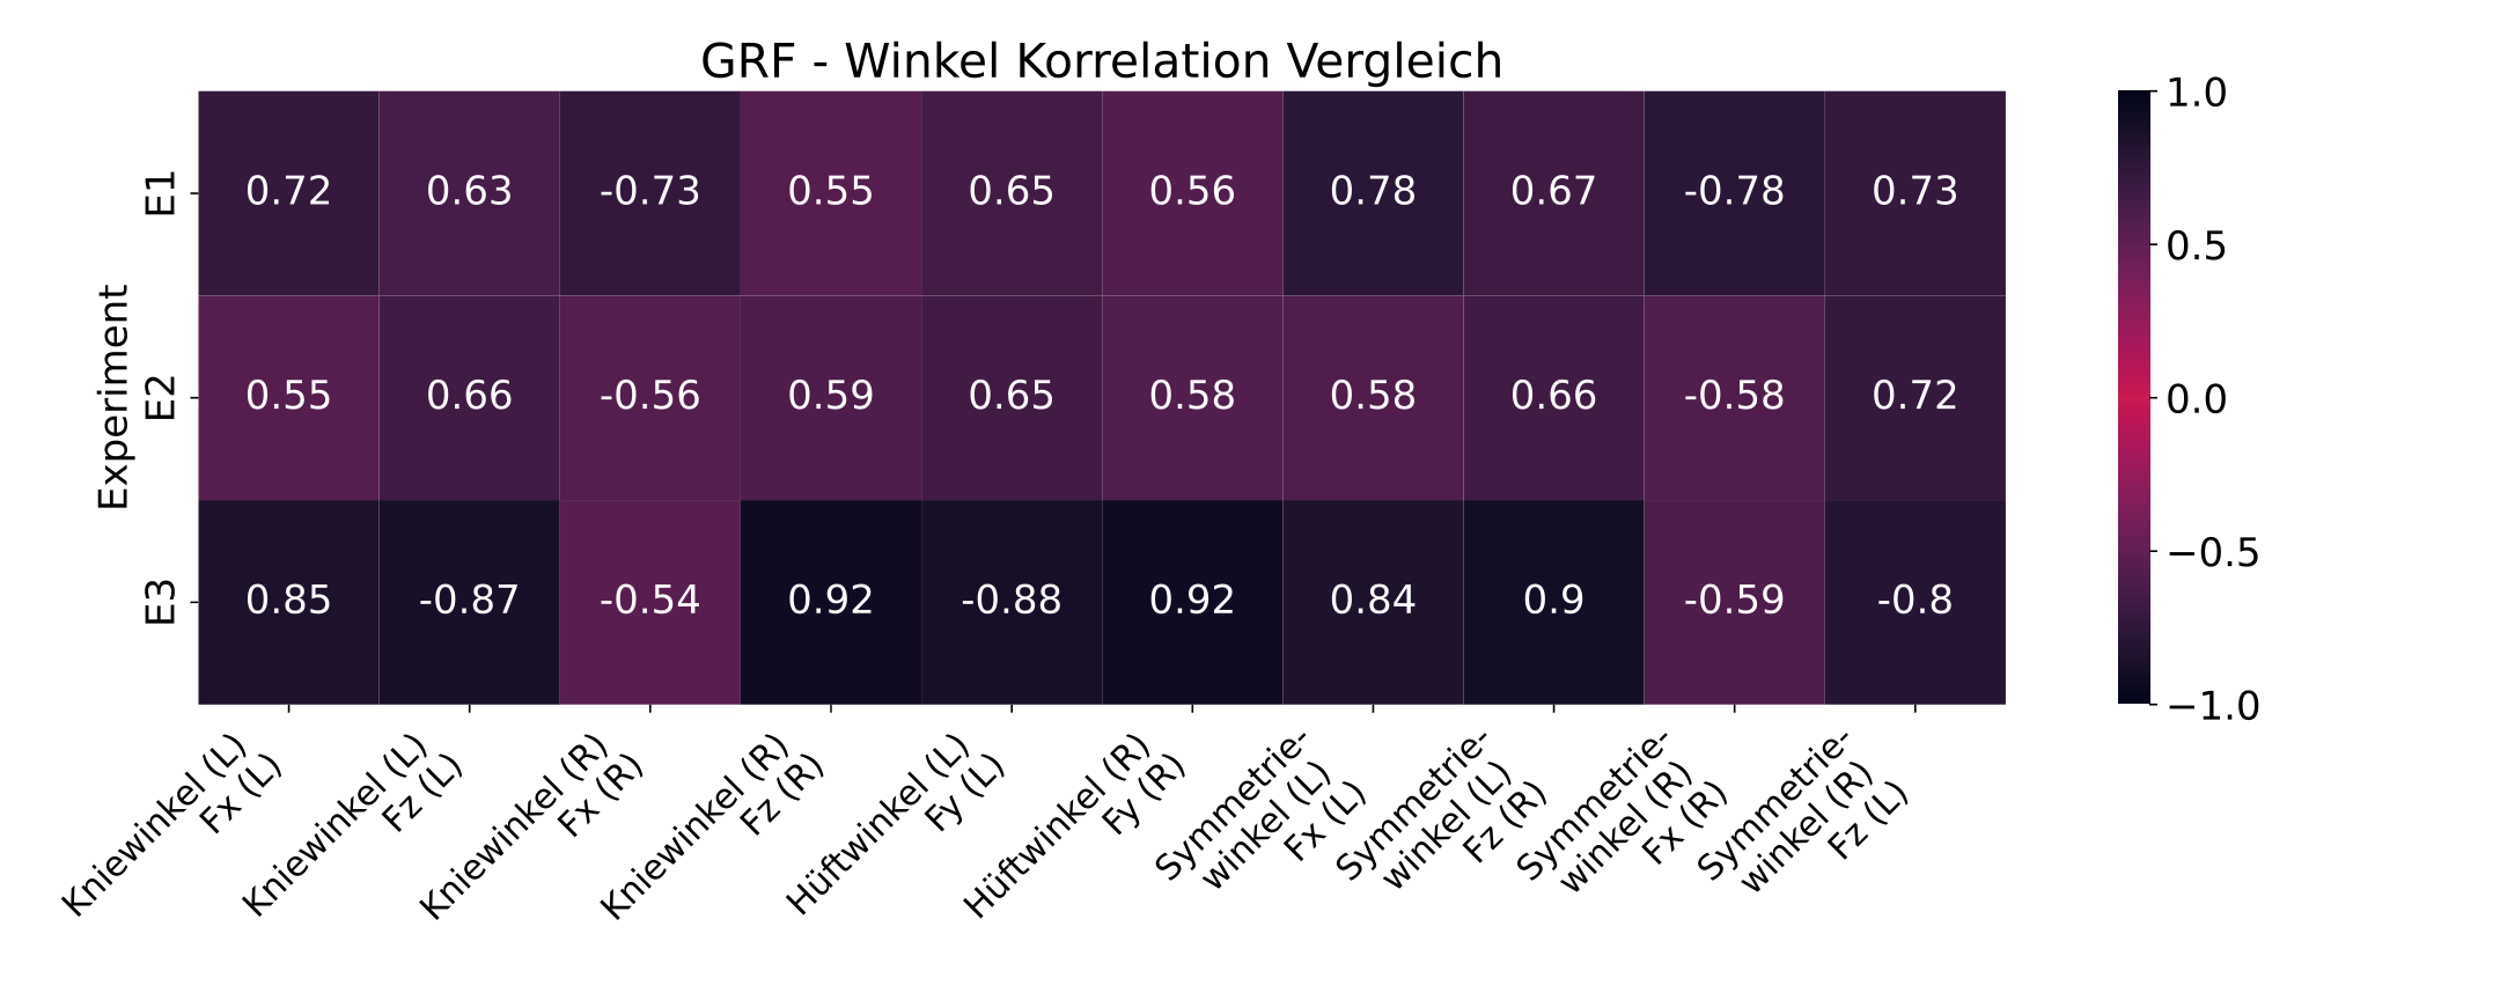 GRF - Winkel Korrelation Vergleich
Experiment
E1
0.72 0.63 -0.73 0.55 0.65 0.56 0.78 0.67 -0.78 0.73
E2
0.55 0.66 -0.56 0.59 0.65 0.58 0.58 0.66 -0.58 0.72
E3
0.85 -0.87 -0.54 0.92 -0.88 0.92 0.84 0.9 -0.59 -0.8
Kniewinkel (L)
Fx (L)
Kniewinkel (L)
Fz (L)
Kniewinkel (R)
Fx (R)
Kniewinkel (R)
Fz (R)
Hüftwinkel (L)
Fy (L)
Hüftwinkel (R)
Fy (R)
Symmetrie-
winkel (L)
Fx (L)
Symmetrie-
winkel (L)
Fz (R)
Symmetrie-
winkel (R)
Fx (R)
Symmetrie-
winkel (R)
Fz (L)
1.0
0.5
0.0
−0.5
−1.0